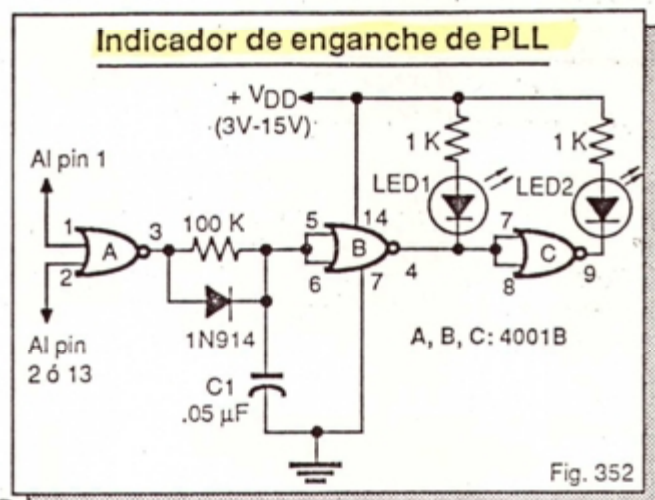 Indicador de enganche de PLL
+ VDD
(3V-15V)
1 K
1 K
Al pin 1
LED1
LED2
1
2
A
3
100 K
5
6
B
14
7
4
7
8
C
9
1N914
Al pin
2 ó 13
A, B, C: 4001B
C1
.05 µF
Fig. 352